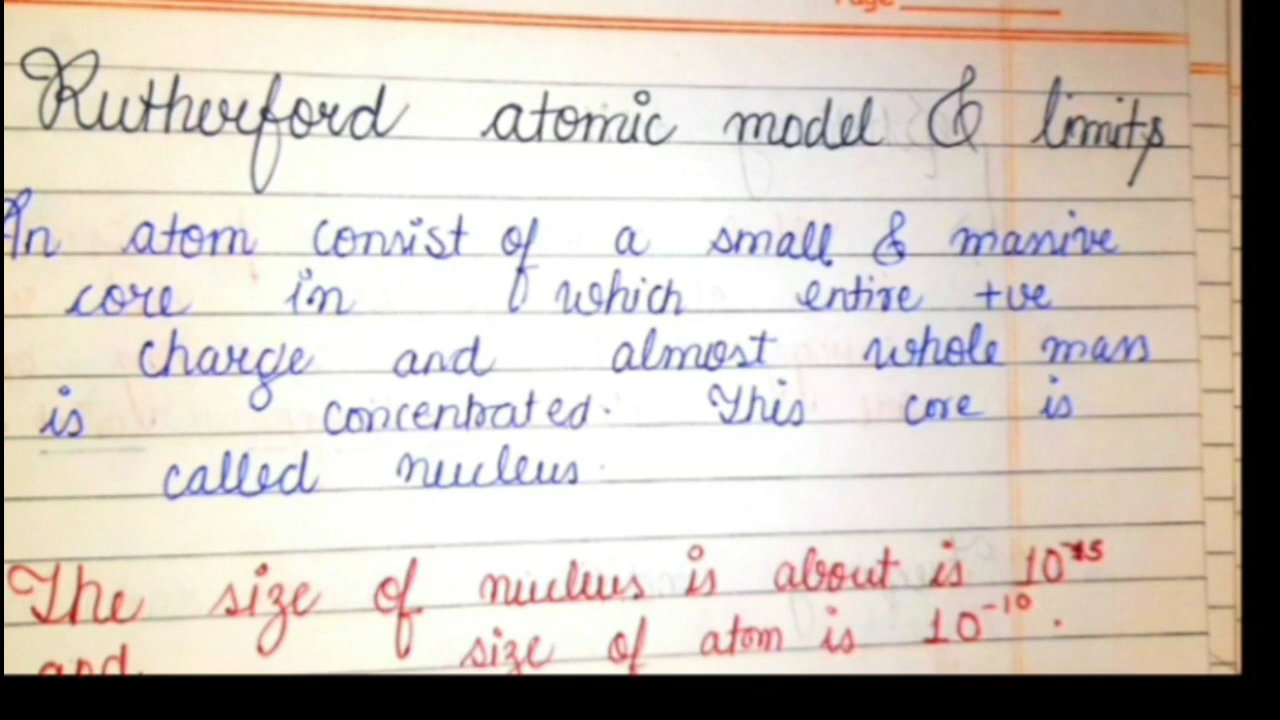 Page
Rutherford atomic model & limits
An atom consist of a small & massive
core in which entire +ve
charge and almost whole mass
is concentrated. This core is
called nucleus.
The size of nucleus is about is 10⁻¹⁵
and size of atom is 10⁻¹⁰.